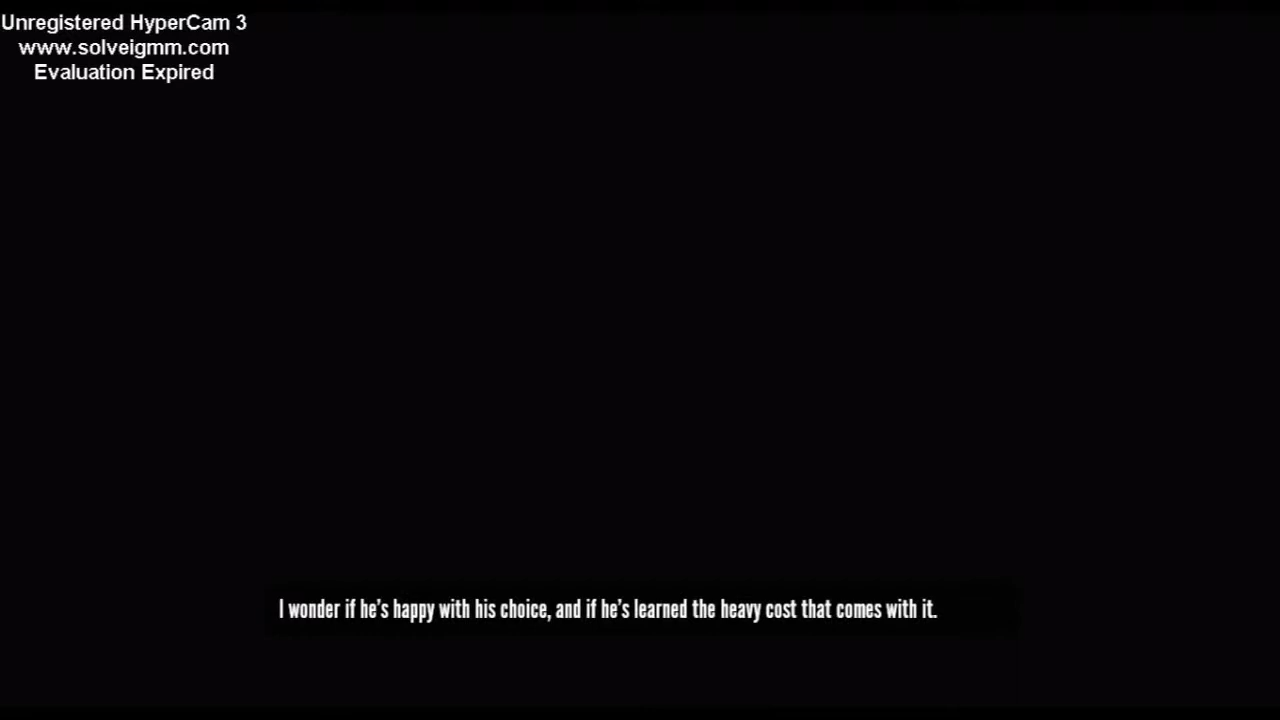 Unregistered HyperCam 3
www.solveigmm.com
Evaluation Expired
I wonder if he's happy with his choice, and if he's learned the heavy cost that comes with it.